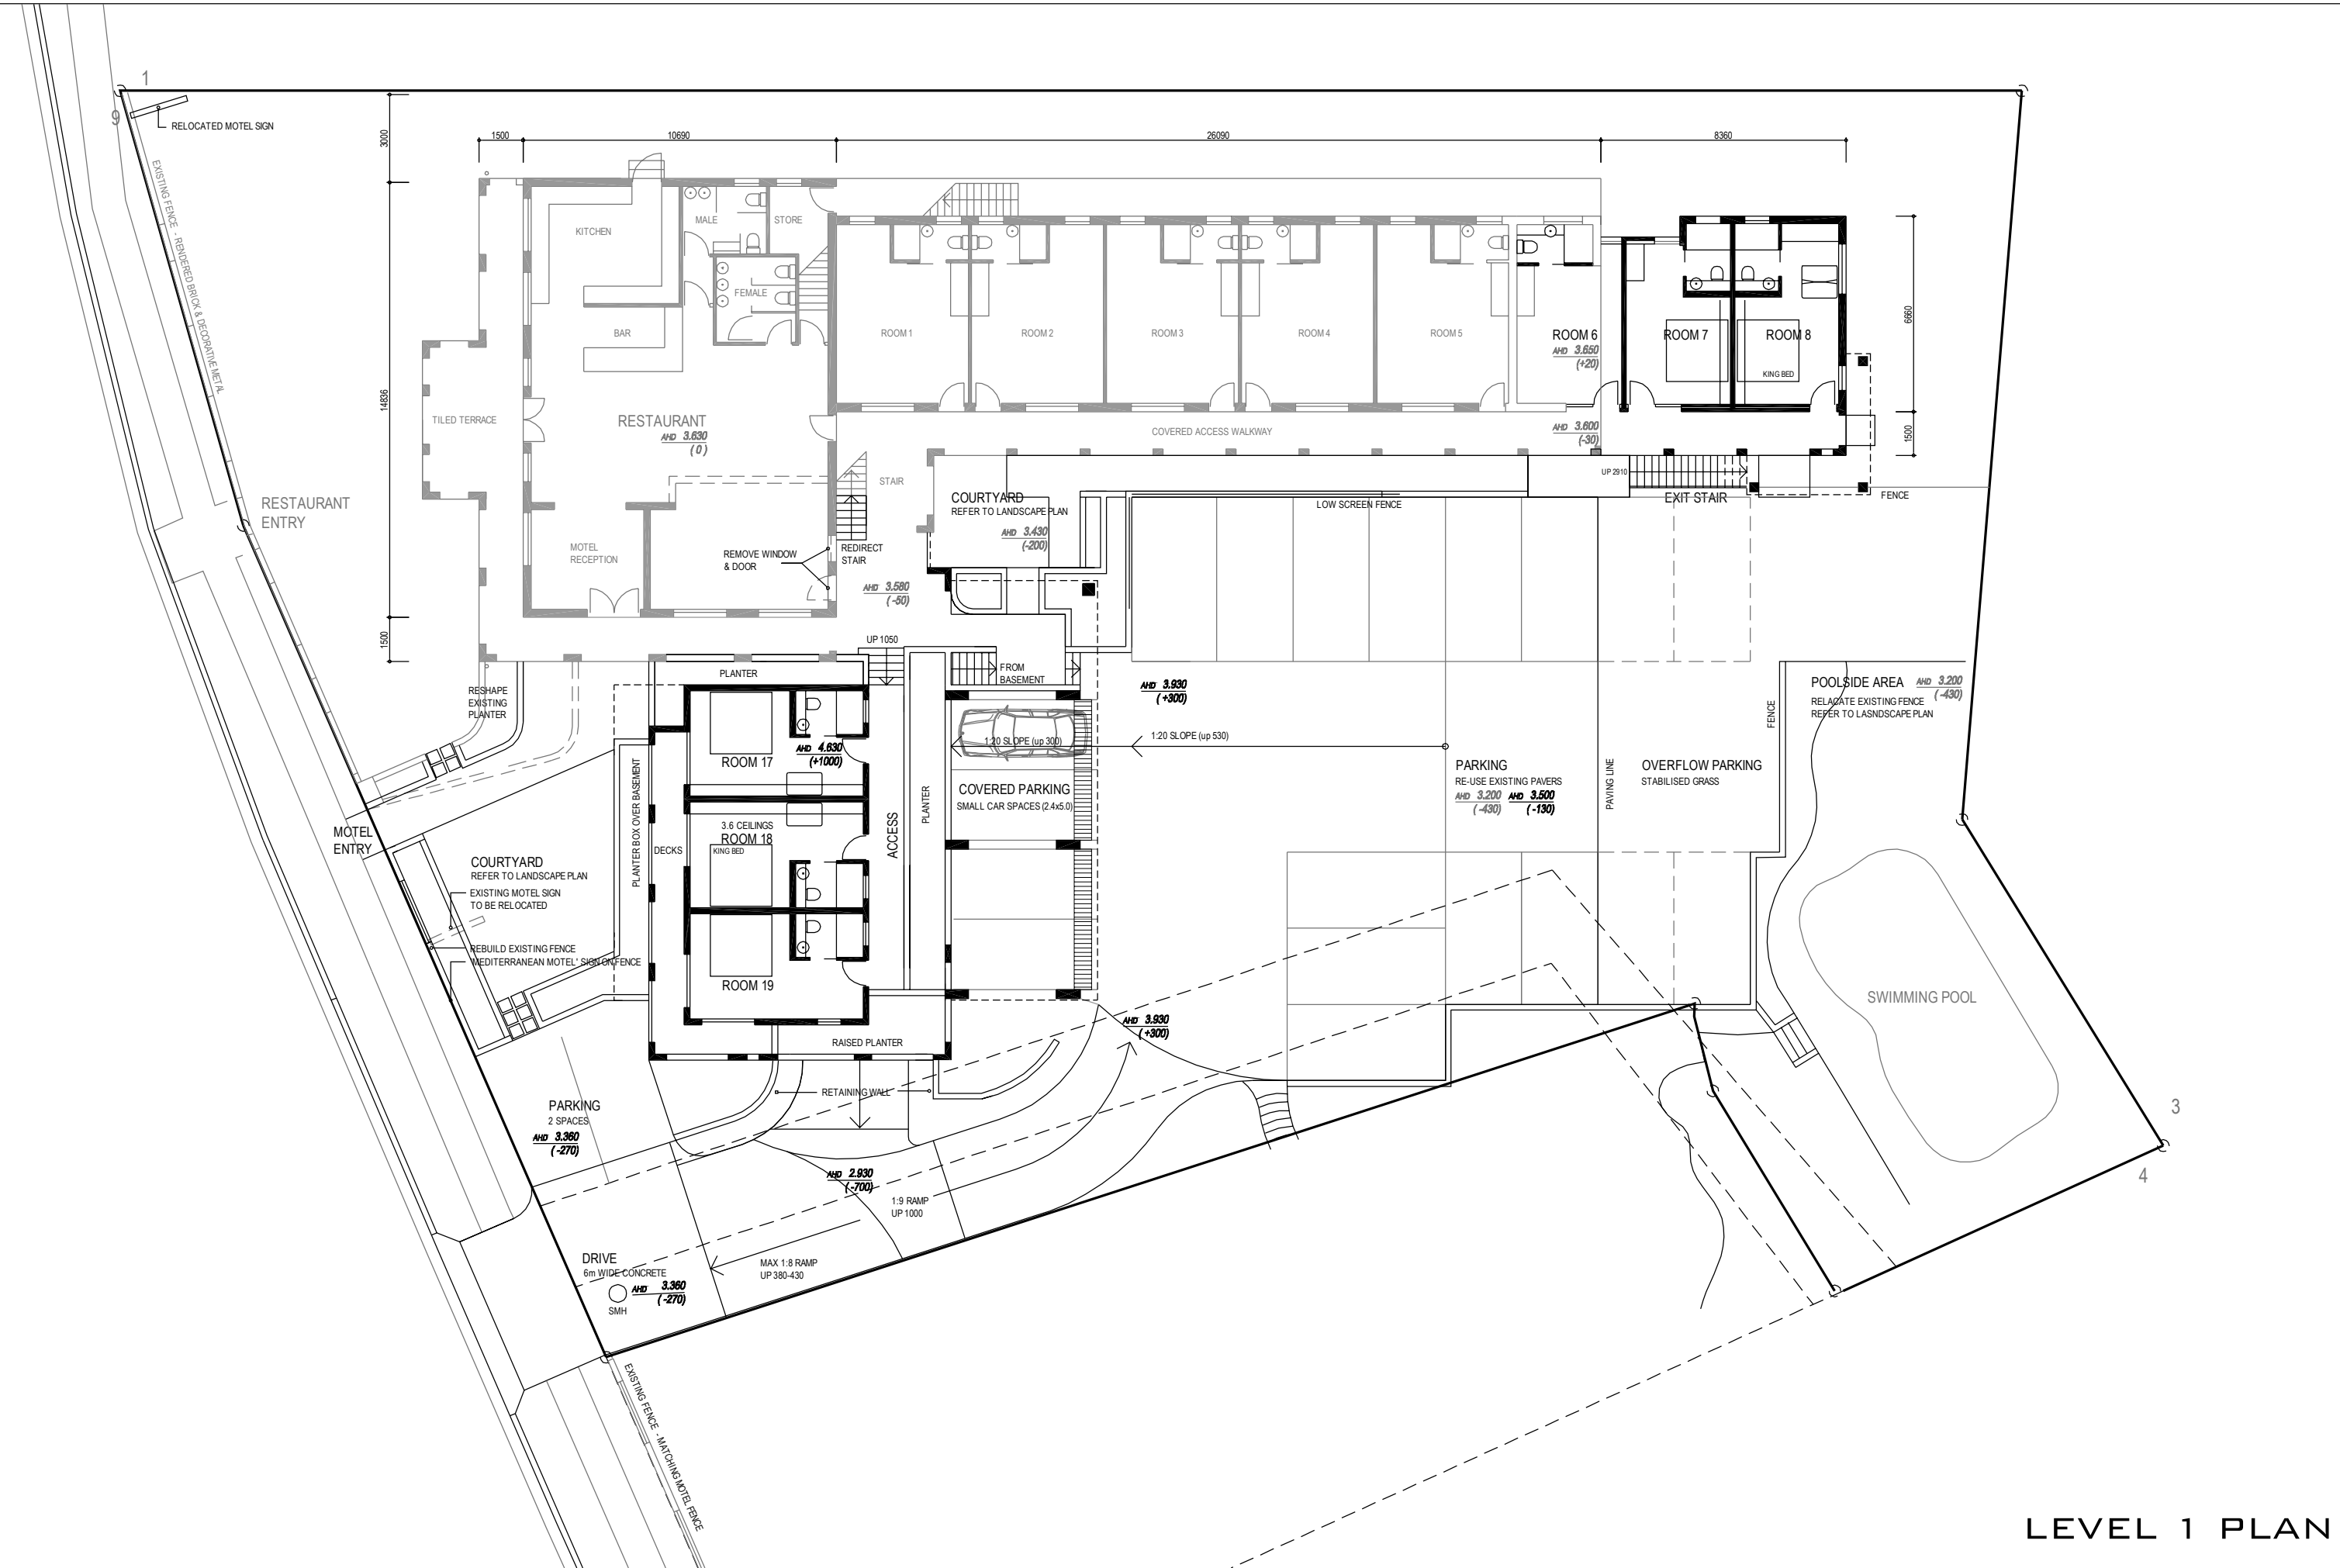 1
9
RELOCATED MOTEL SIGN
EXISTING FENCE - RENDERED BRICK & DECORATIVE METAL
3000
1500
10690
26090
8360
14836
1500
6660
1500
KITCHEN
MALE
STORE
FEMALE
BAR
TILED TERRACE
RESTAURANT
AHD 3.630
( 0 )
RESTAURANT
ENTRY
MOTEL
RECEPTION
REMOVE WINDOW
& DOOR
REDIRECT
STAIR
STAIR
AHD 3.580
( -50)
ROOM 1
ROOM 2
ROOM 3
ROOM 4
ROOM 5
ROOM 6
AHD 3.650
(+20)
ROOM 7
ROOM 8
KING BED
COVERED ACCESS WALKWAY
AHD 3.600
(-30)
UP 2910
EXIT STAIR
FENCE
COURTYARD
REFER TO LANDSCAPE PLAN
AHD 3.430
(-200)
LOW SCREEN FENCE
UP 1050
FROM
BASEMENT
PLANTER
RESHAPE
EXISTING
PLANTER
ROOM 17
AHD 4.630
(+1000)
3.6 CEILINGS
ROOM 18
KING BED
ROOM 19
DECKS
PLANTER BOX OVER BASEMENT
ACCESS
PLANTER
RAISED PLANTER
1:20 SLOPE (up 300)
COVERED PARKING
SMALL CAR SPACES (2.4x5.0)
AHD 3.930
( +300)
1:20 SLOPE (up 530)
PARKING
RE-USE EXISTING PAVERS
AHD 3.200 AHD 3.500
( -430) ( -130)
PAVING LINE
OVERFLOW PARKING
STABILISED GRASS
FENCE
POOLSIDE AREA AHD 3.200
( -430)
RELACATE EXISTING FENCE
REFER TO LASNDSCAPE PLAN
SWIMMING POOL
3
4
MOTEL
ENTRY
COURTYARD
REFER TO LANDSCAPE PLAN
EXISTING MOTEL SIGN
TO BE RELOCATED
REBUILD EXISTING FENCE
'MEDITERRANEAN MOTEL' SIGN ON FENCE
AHD 3.930
( +300)
RETAINING WALL
PARKING
2 SPACES
AHD 3.360
( -270)
AHD 2.930
( -700)
1:9 RAMP
UP 1000
MAX 1:8 RAMP
UP 380-430
DRIVE
6m WIDE CONCRETE
AHD 3.360
( -270)
SMH
EXISTING FENCE - MATCHING MOTEL FENCE
LEVEL 1 PLAN